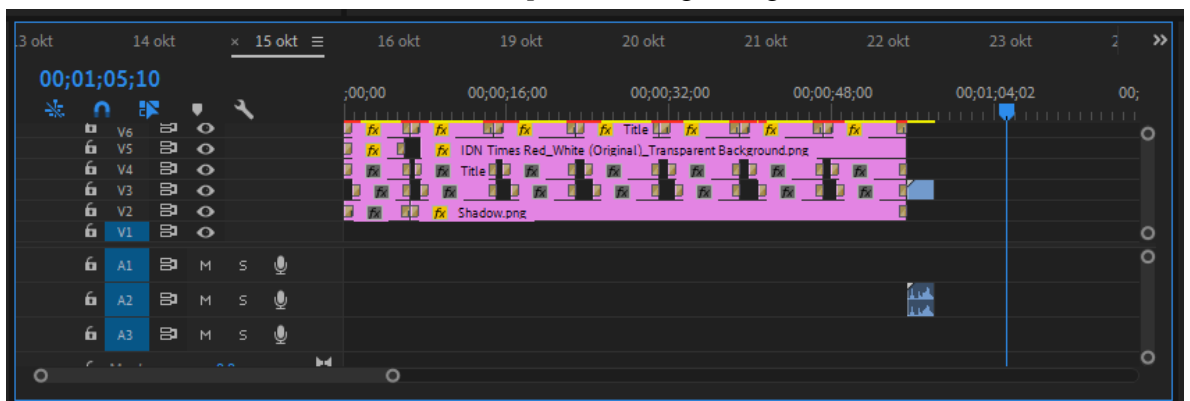 3 okt 14 okt × 15 okt ≡ 16 okt 19 okt 20 okt 21 okt 22 okt 23 okt 2 »
00;01;05;10
;00;00 00;00;16;00 00;00;32;00 00;00;48;00 00;01;04;02 00;
V6 fx fx fx fx Title fx fx fx
V5 fx fx IDN Times Red_White (Original)_Transparent Background.png
V4 fx fx Title fx fx fx fx fx
V3 fx fx fx fx fx fx fx
V2 fx fx Shadow.png
V1
A1 M S
A2 M S
A3 M S